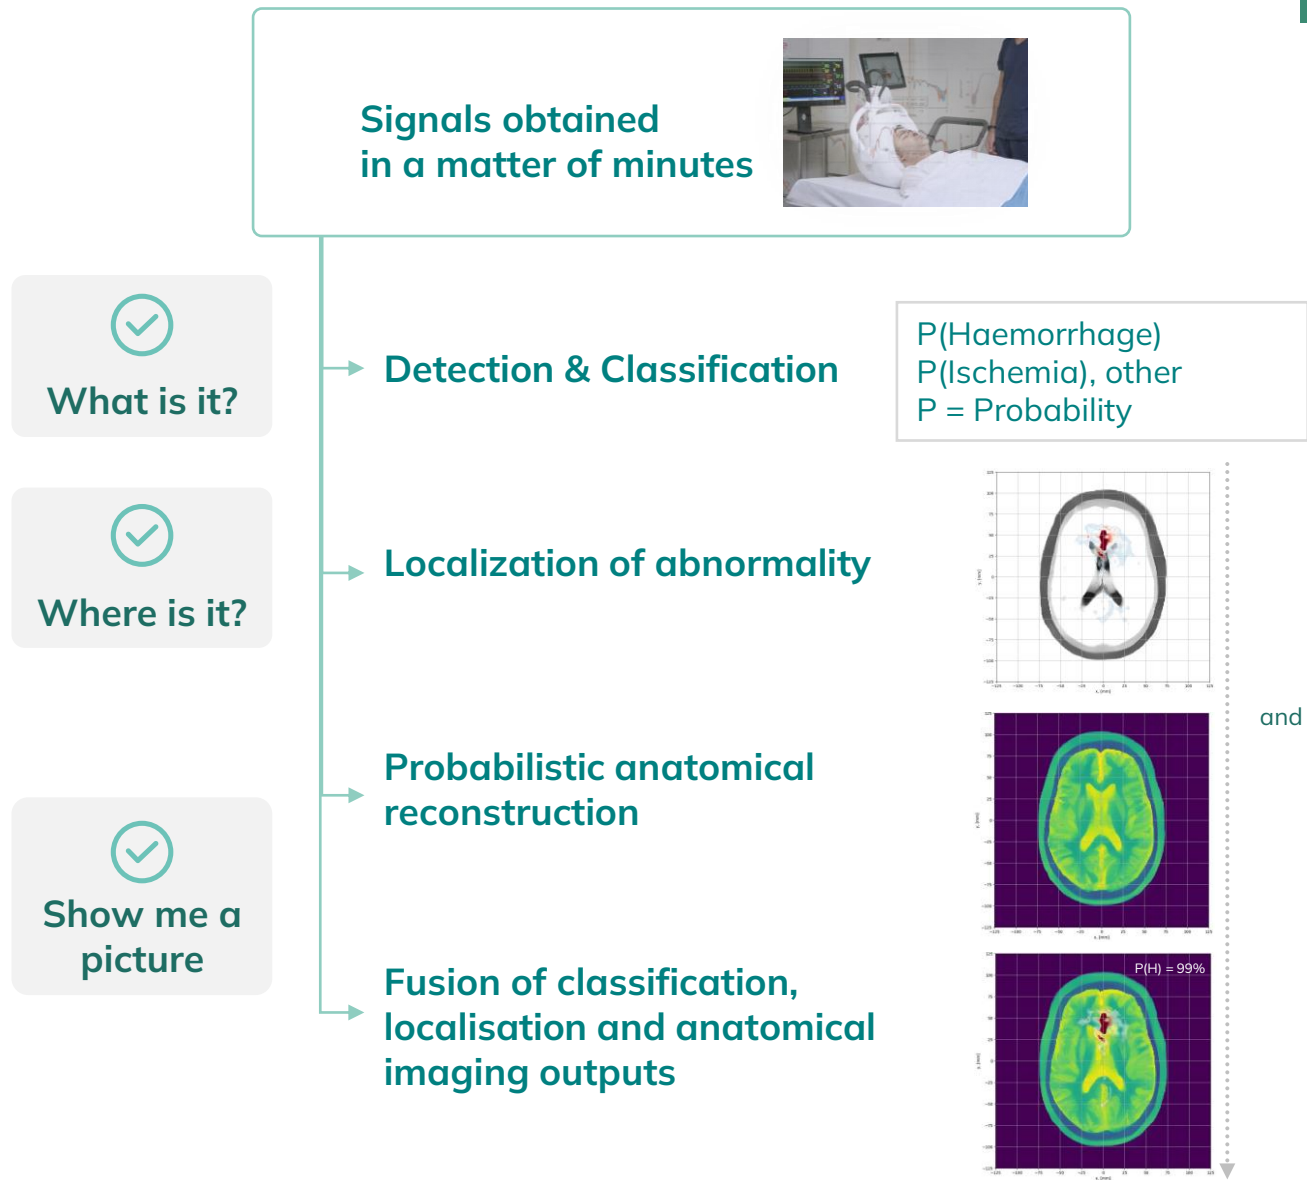 Signals obtained
in a matter of minutes
What is it?
Detection & Classification
P(Haemorrhage)
P(Ischemia), other
P = Probability
Where is it?
Localization of abnormality
and
Probabilistic anatomical
reconstruction
Show me a
picture
Fusion of classification,
localisation and anatomical
imaging outputs
P(H) = 99%